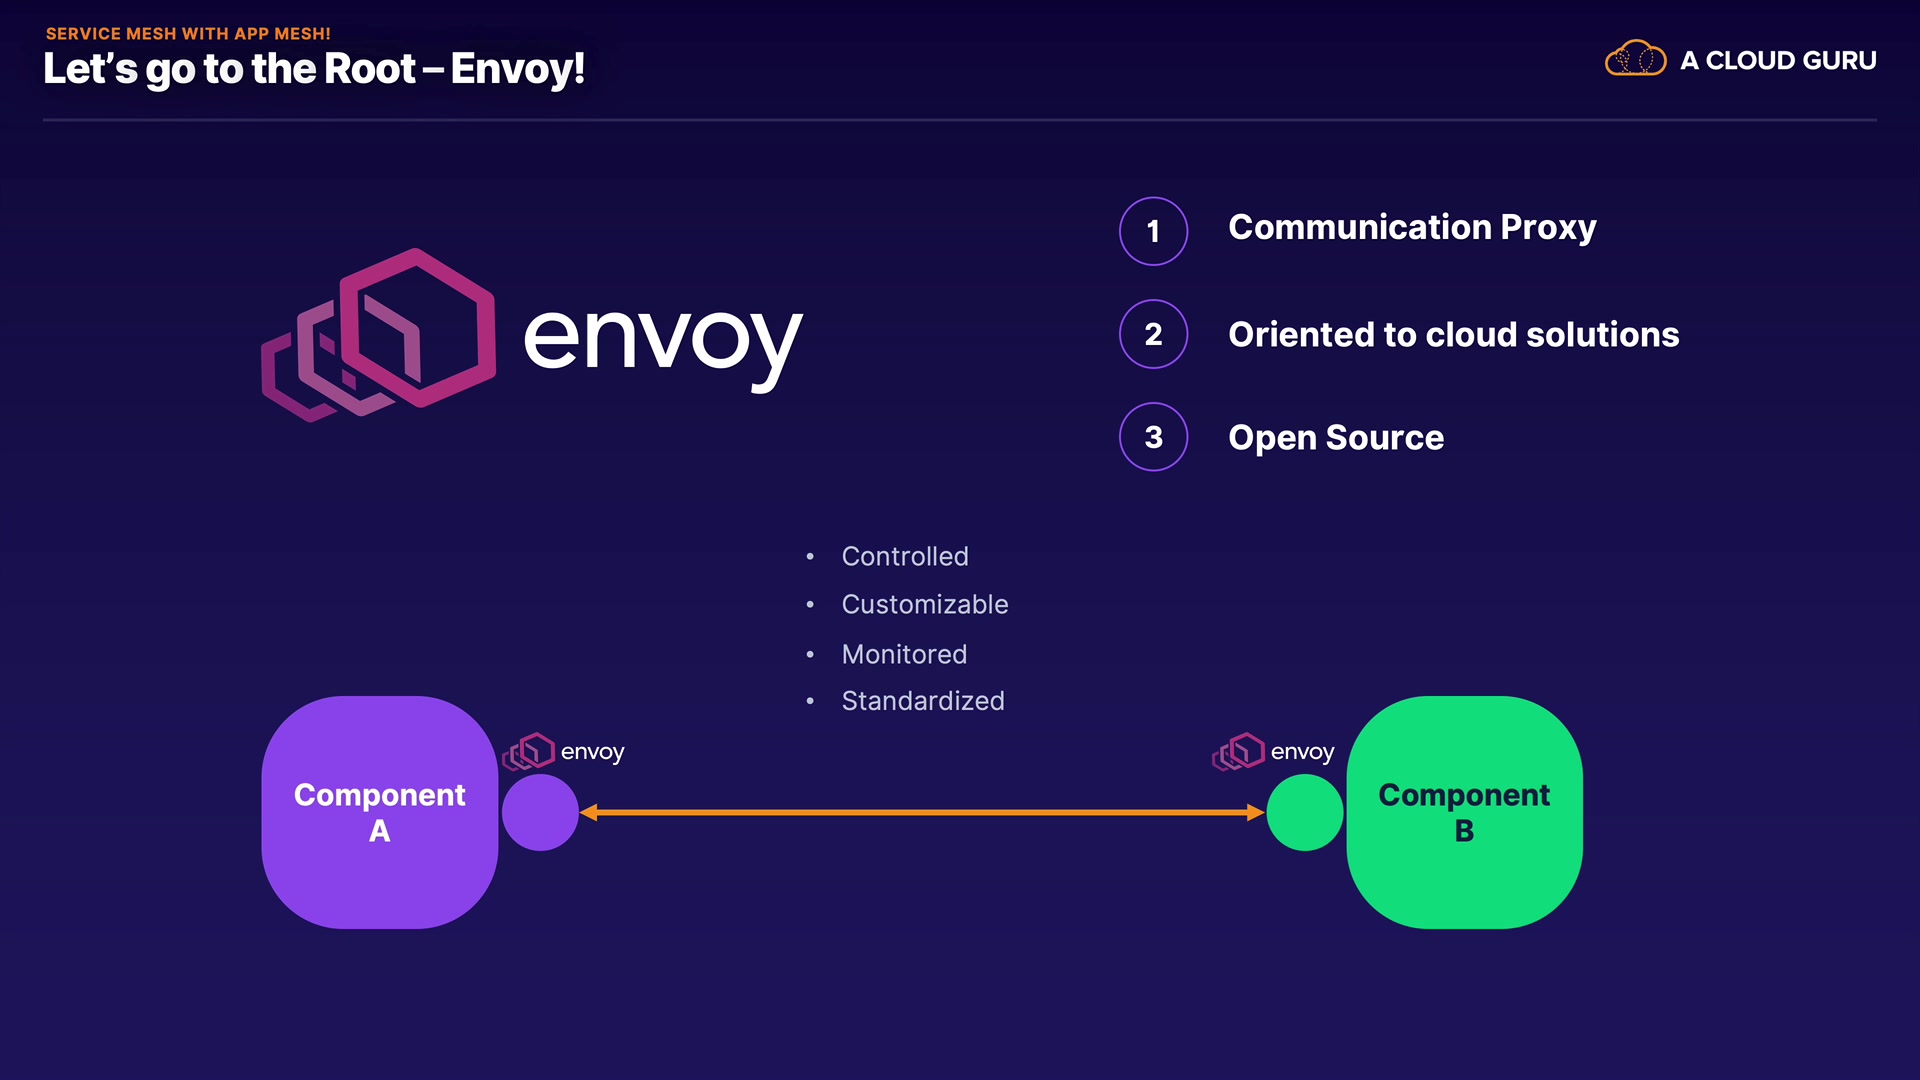 SERVICE MESH WITH APP MESH!
Let’s go to the Root – Envoy!
A CLOUD GURU
envoy
1 Communication Proxy
2 Oriented to cloud solutions
3 Open Source
• Controlled
• Customizable
• Monitored
• Standardized
envoy
envoy
Component
A
Component
B